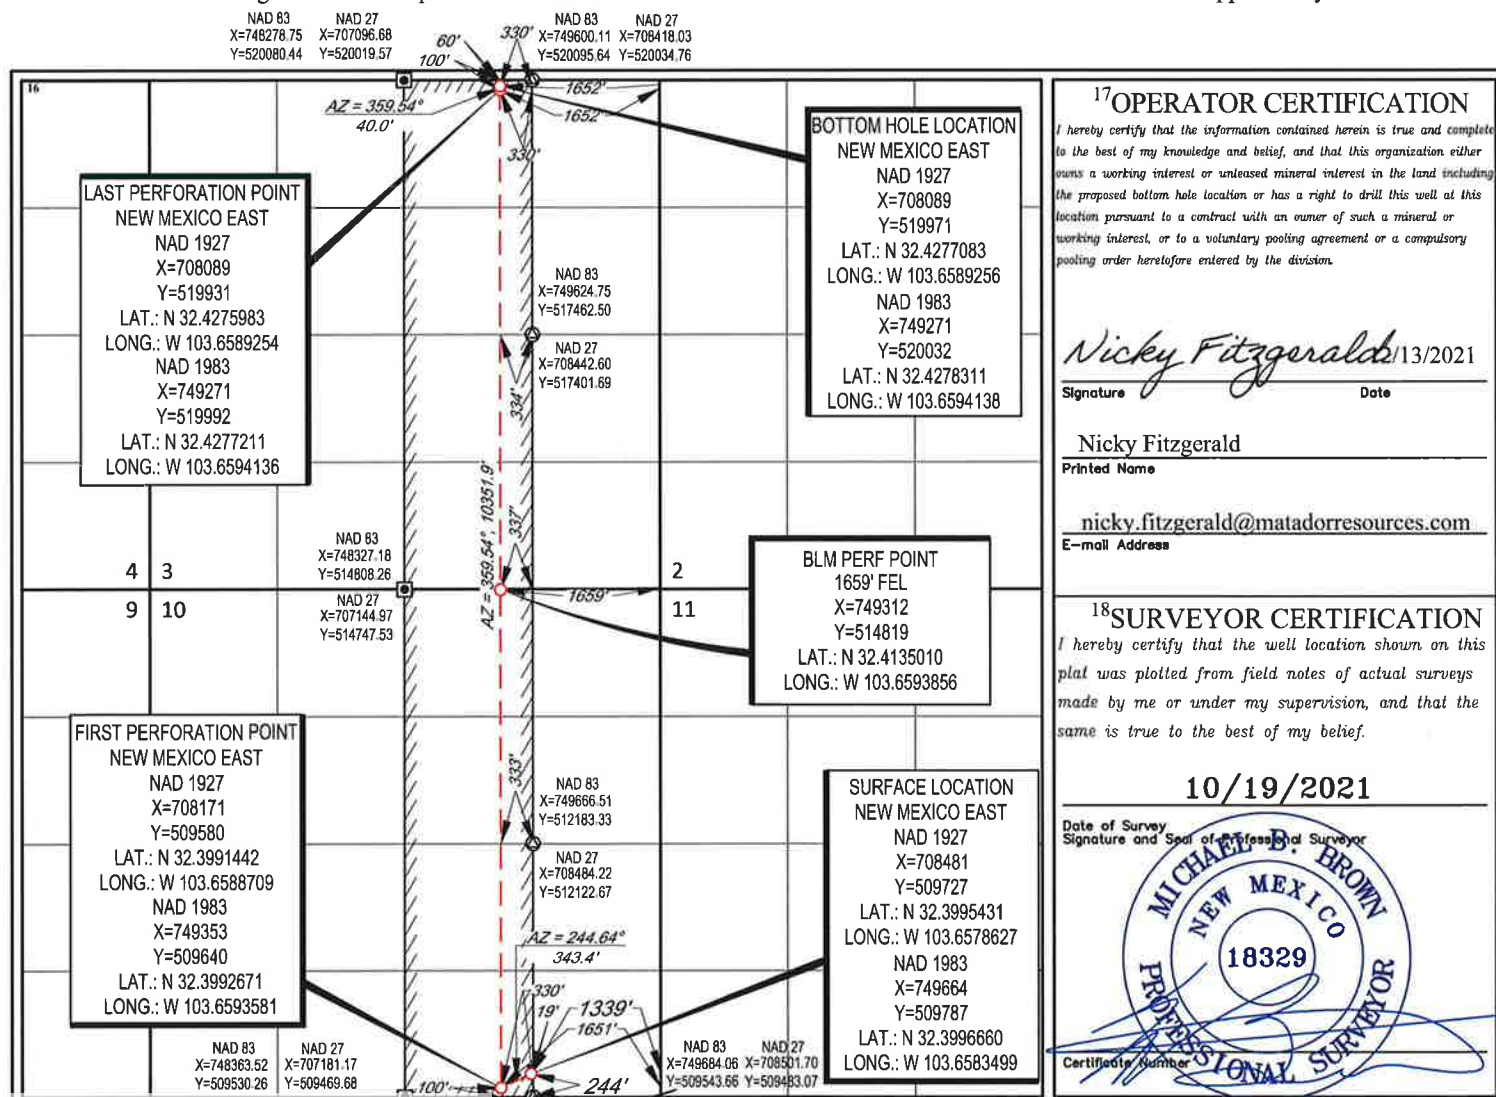 NAD 83
X=748278.75
Y=520080.44
NAD 27
X=707096.68
Y=520019.57
NAD 83
X=749600.11
Y=520095.64
NAD 27
X=708418.03
Y=520034.76
60'
100'
330'
16
AZ = 359.54°
40.0'
1652'
1652'
330'
LAST PERFORATION POINT
NEW MEXICO EAST
NAD 1927
X=708089
Y=519931
LAT.: N 32.4275983
LONG.: W 103.6589254
NAD 1983
X=749271
Y=519992
LAT.: N 32.4277211
LONG.: W 103.6594136
BOTTOM HOLE LOCATION
NEW MEXICO EAST
NAD 1927
X=708089
Y=519971
LAT.: N 32.4277083
LONG.: W 103.6589256
NAD 1983
X=749271
Y=520032
LAT.: N 32.4278311
LONG.: W 103.6594138
NAD 83
X=749624.75
Y=517462.50
NAD 27
X=708442.60
Y=517401.69
334'
AZ = 359.54°, 10351.9'
337'
NAD 83
X=748327.18
Y=514808.26
NAD 27
X=707144.97
Y=514747.53
4 3
9 10
2
11
1659'
BLM PERF POINT
1659' FEL
X=749312
Y=514819
LAT.: N 32.4135010
LONG.: W 103.6593856
FIRST PERFORATION POINT
NEW MEXICO EAST
NAD 1927
X=708171
Y=509580
LAT.: N 32.3991442
LONG.: W 103.6588709
NAD 1983
X=749353
Y=509640
LAT.: N 32.3992671
LONG.: W 103.6593581
333'
NAD 83
X=749666.51
Y=512183.33
NAD 27
X=708484.22
Y=512122.67
SURFACE LOCATION
NEW MEXICO EAST
NAD 1927
X=708481
Y=509727
LAT.: N 32.3995431
LONG.: W 103.6578627
NAD 1983
X=749664
Y=509787
LAT.: N 32.3996660
LONG.: W 103.6583499
AZ = 244.64°
343.4'
330'
19'
1339'
1651'
NAD 83
X=748363.52
Y=509530.26
NAD 27
X=707181.17
Y=509469.68
100'
244'
NAD 83
X=749684.06
Y=509543.66
NAD 27
X=708501.70
Y=509483.07
17 OPERATOR CERTIFICATION
I hereby certify that the information contained herein is true and complete
to the best of my knowledge and belief, and that this organization either
owns a working interest or unleased mineral interest in the land including
the proposed bottom hole location or has a right to drill this well at this
location pursuant to a contract with an owner of such a mineral or
working interest, or to a voluntary pooling agreement or a compulsory
pooling order heretofore entered by the division.
Nicky Fitzgerald /13/2021
Signature Date
Nicky Fitzgerald
Printed Name
nicky.fitzgerald@matadorresources.com
E-mail Address
18 SURVEYOR CERTIFICATION
I hereby certify that the well location shown on this
plat was plotted from field notes of actual surveys
made by me or under my supervision, and that the
same is true to the best of my belief.
10/19/2021
Date of Survey
Signature and Seal of Professional Surveyor
MICHAEL B. BROWN
NEW MEXICO
18329
PROFESSIONAL SURVEYOR
Certificate Number